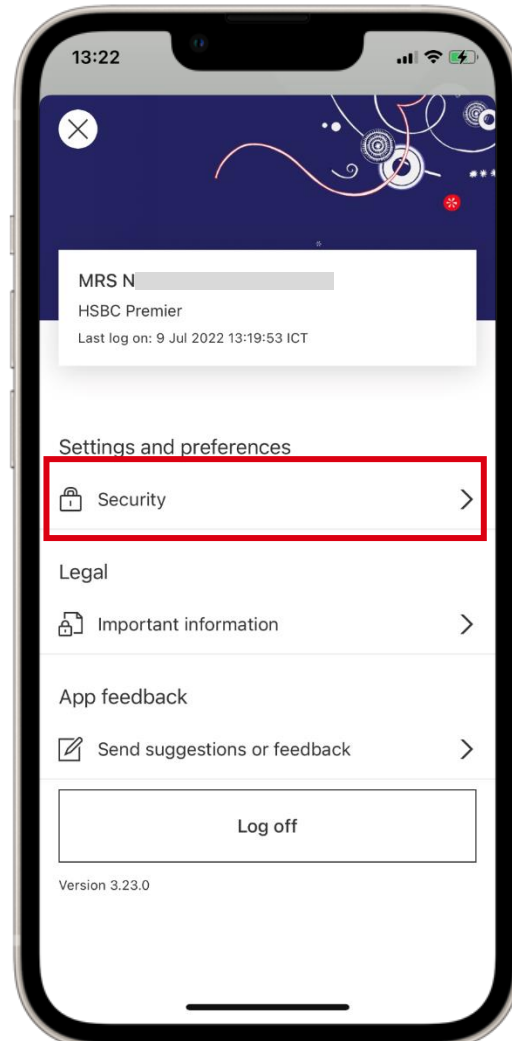 13:22
MRS N
HSBC Premier
Last log on: 9 Jul 2022 13:19:53 ICT
Settings and preferences
Security
Legal
Important information
App feedback
Send suggestions or feedback
Log off
Version 3.23.0